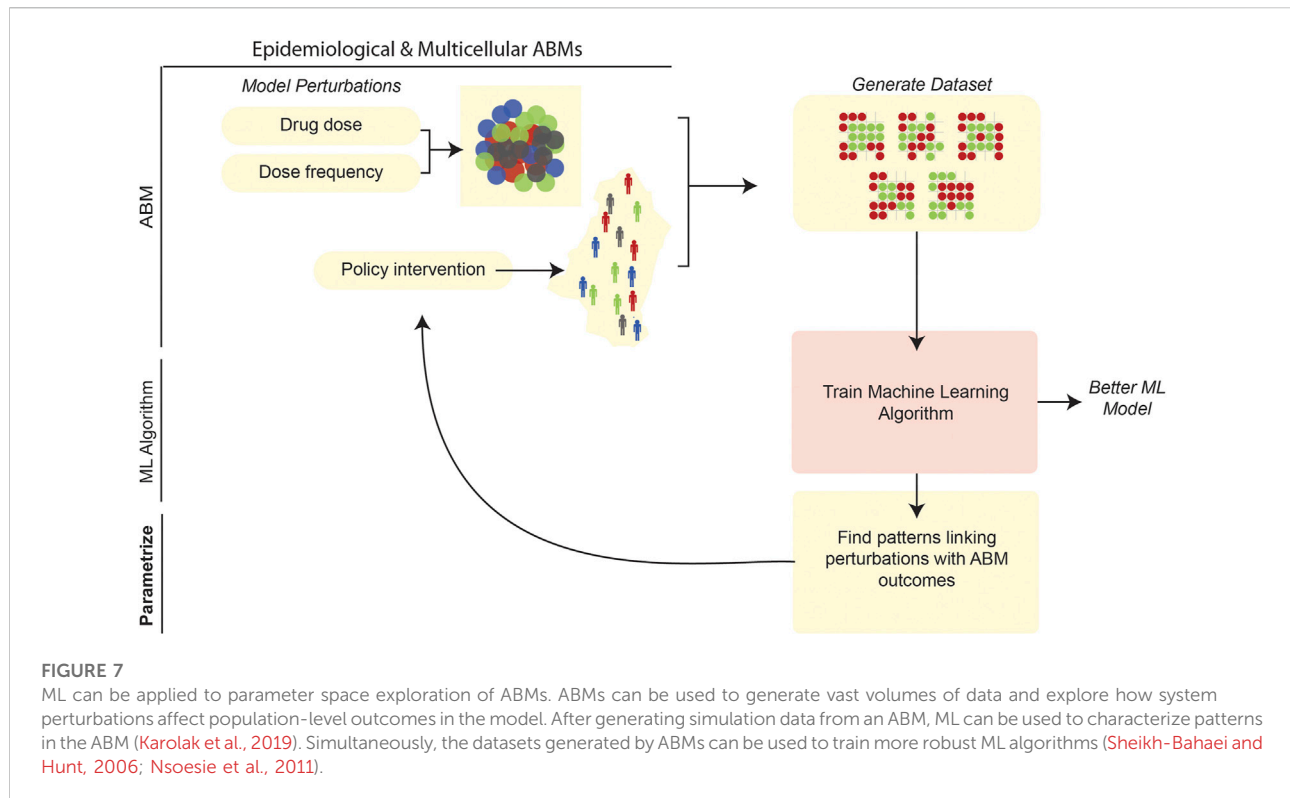 Epidemiological & Multicellular ABMs
Model Perturbations
Drug dose
Dose frequency
Policy intervention
ABM
Generate Dataset
ML Algorithm
Train Machine Learning
Algorithm
Better ML
Model
Parametrize
Find patterns linking
perturbations with ABM
outcomes
FIGURE 7
ML can be applied to parameter space exploration of ABMs. ABMs can be used to generate vast volumes of data and explore how system
perturbations affect population-level outcomes in the model. After generating simulation data from an ABM, ML can be used to characterize patterns
in the ABM (Karolak et al., 2019). Simultaneously, the datasets generated by ABMs can be used to train more robust ML algorithms (Sheikh-Bahaei and
Hunt, 2006; Nsoesie et al., 2011).